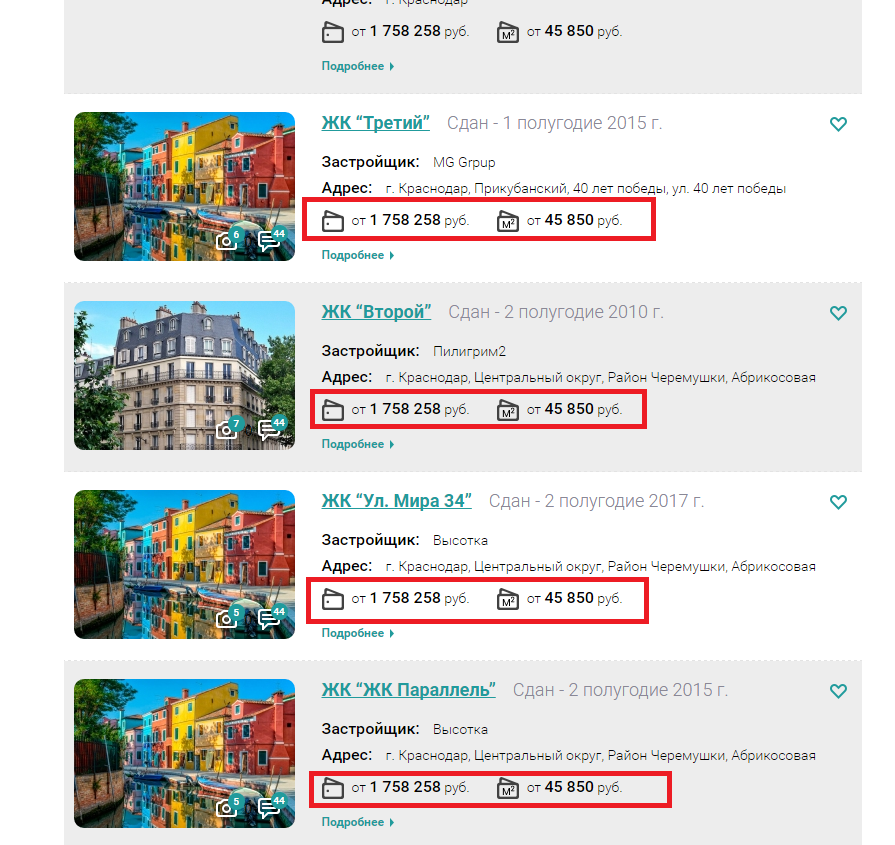 Адрес: г. Краснодар
от 1 758 258 руб. М² от 45 850 руб.
Подробнее
ЖК “Третий” Сдан - 1 полугодие 2015 г.
Застройщик: MG Grpup
Адрес: г. Краснодар, Прикубанский, 40 лет победы, ул. 40 лет победы
от 1 758 258 руб. М² от 45 850 руб.
6 44
Подробнее
ЖК “Второй” Сдан - 2 полугодие 2010 г.
Застройщик: Пилигрим2
Адрес: г. Краснодар, Центральный округ, Район Черемушки, Абрикосовая
от 1 758 258 руб. М² от 45 850 руб.
7 44
Подробнее
ЖК “Ул. Мира 34” Сдан - 2 полугодие 2017 г.
Застройщик: Высотка
Адрес: г. Краснодар, Центральный округ, Район Черемушки, Абрикосовая
от 1 758 258 руб. М² от 45 850 руб.
5 44
Подробнее
ЖК “ЖК Параллель” Сдан - 2 полугодие 2015 г.
Застройщик: Высотка
Адрес: г. Краснодар, Центральный округ, Район Черемушки, Абрикосовая
от 1 758 258 руб. М² от 45 850 руб.
5 44
Подробнее